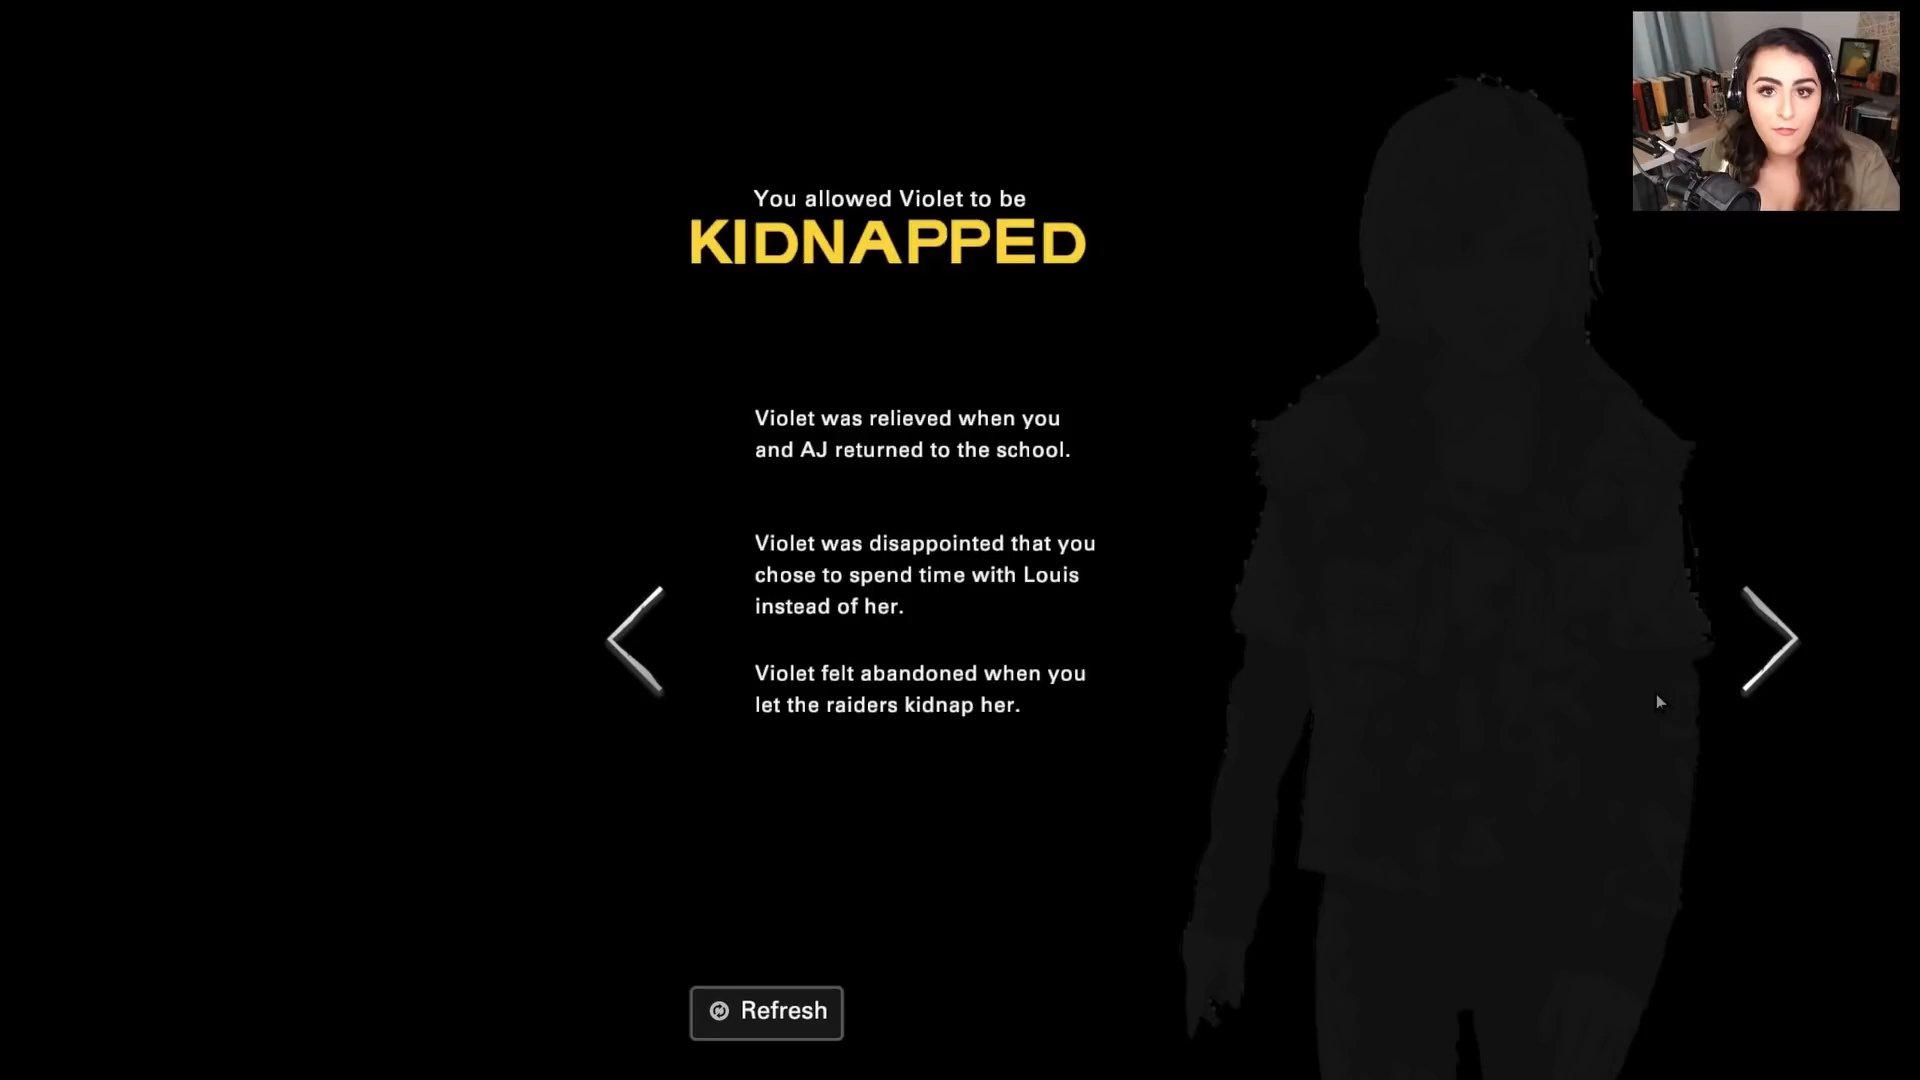 You allowed Violet to be
KIDNAPPED
Violet was relieved when you
and AJ returned to the school.
Violet was disappointed that you
chose to spend time with Louis
instead of her.
Violet felt abandoned when you
let the raiders kidnap her.
Refresh